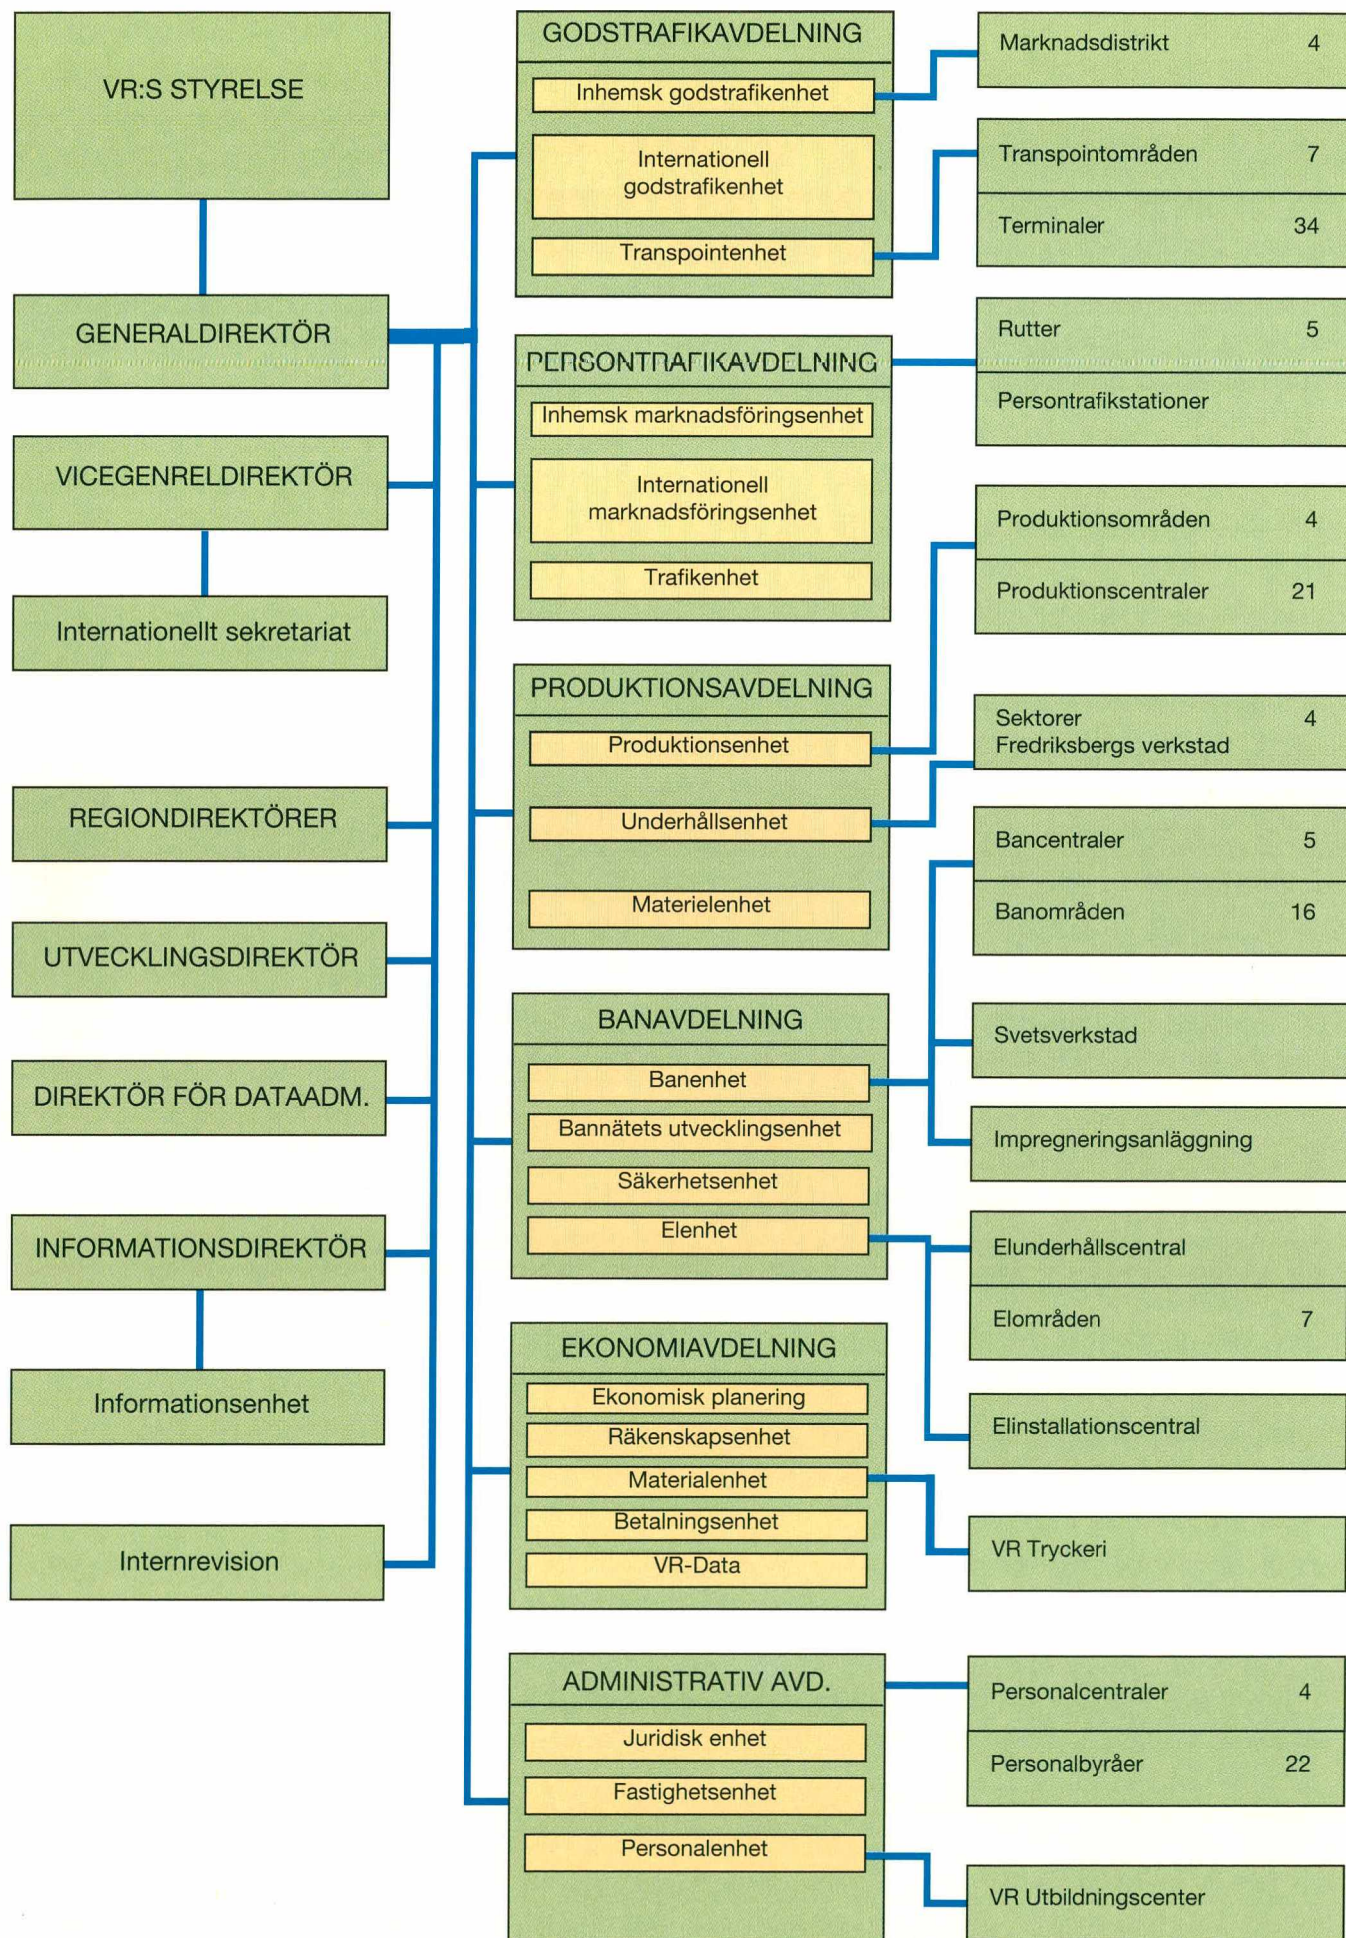 VR:S STYRELSE
GENERALDIREKTÖR
VICEGENRELDIREKTÖR
Internationellt sekretariat
REGIONDIREKTÖRER
UTVECKLINGSDIREKTÖR
DIREKTÖR FÖR DATAADM.
INFORMATIONSDIREKTÖR
Informationsenhet
Internrevision
GODSTRAFIKAVDELNING
Inhemsk godstrafikenhet
Internationell
godstrafikenhet
Transpointenhet
PERSONTRAFIKAVDELNING
Inhemsk marknadsföringsenhet
Internationell
marknadsföringsenhet
Trafikenhet
PRODUKTIONSAVDELNING
Produktionsenhet
Underhållsenhet
Materielenhet
BANAVDELNING
Banenhet
Bannätets utvecklingsenhet
Säkerhetsenhet
Elenhet
EKONOMIAVDELNING
Ekonomisk planering
Räkenskapsenhet
Materialenhet
Betalningsenhet
VR-Data
ADMINISTRATIV AVD.
Juridisk enhet
Fastighetsenhet
Personalenhet
Marknadsdistrikt 4
Transpointområden 7
Terminaler 34
Rutter 5
Persontrafikstationer
Produktionsområden 4
Produktionscentraler 21
Sektorer 4
Fredriksbergs verkstad
Bancentraler 5
Banområden 16
Svetsverkstad
Impregneringsanläggning
Elunderhållscentral
Elområden 7
Elinstallationscentral
VR Tryckeri
Personalcentraler 4
Personalbyråer 22
VR Utbildningscenter